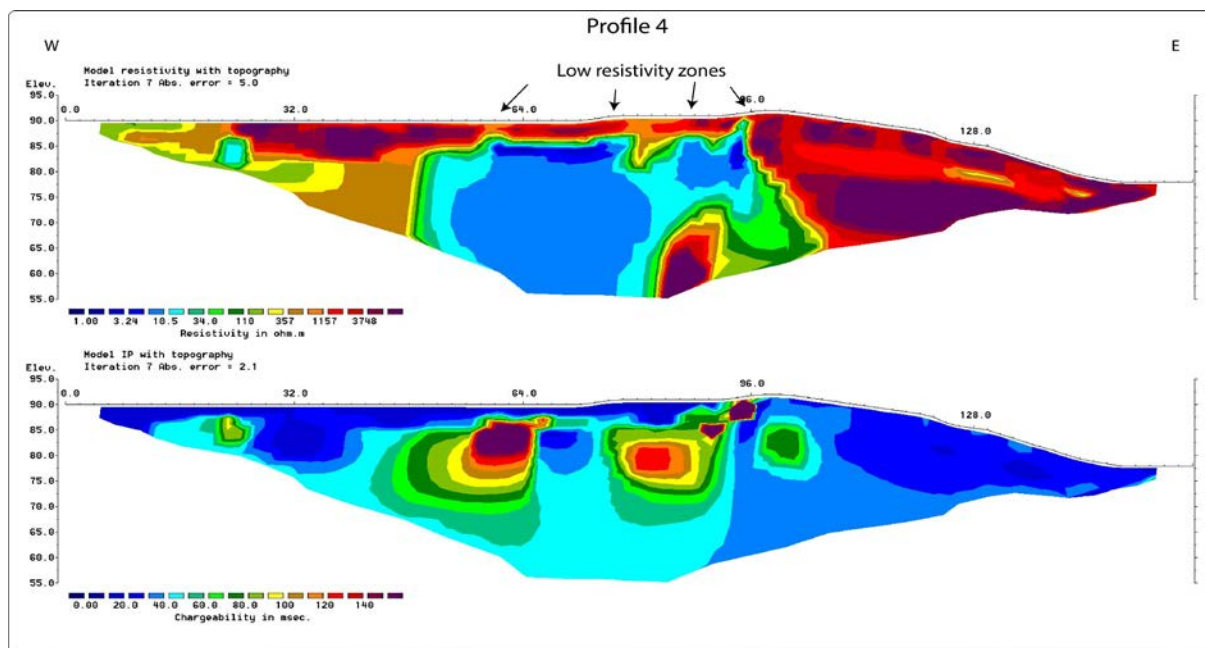 Profile 4
W
E
Model resistivity with topography
Iteration 7 Abs. error = 5.0
Low resistivity zones
Elev.
95.0
0.0
32.0
64.0
96.0
128.0
90.0
85.0
80.0
75.0
70.0
65.0
60.0
55.0
1.00 3.24 10.5 34.0 110 357 1157 3748
Resistivity in ohm.m
Model IP with topography
Iteration 7 Abs. error = 2.1
Elev.
95.0
0.0
32.0
64.0
96.0
128.0
90.0
85.0
80.0
75.0
70.0
65.0
60.0
55.0
0.00 20.0 40.0 60.0 80.0 100 120 140
Chargeability in msec.